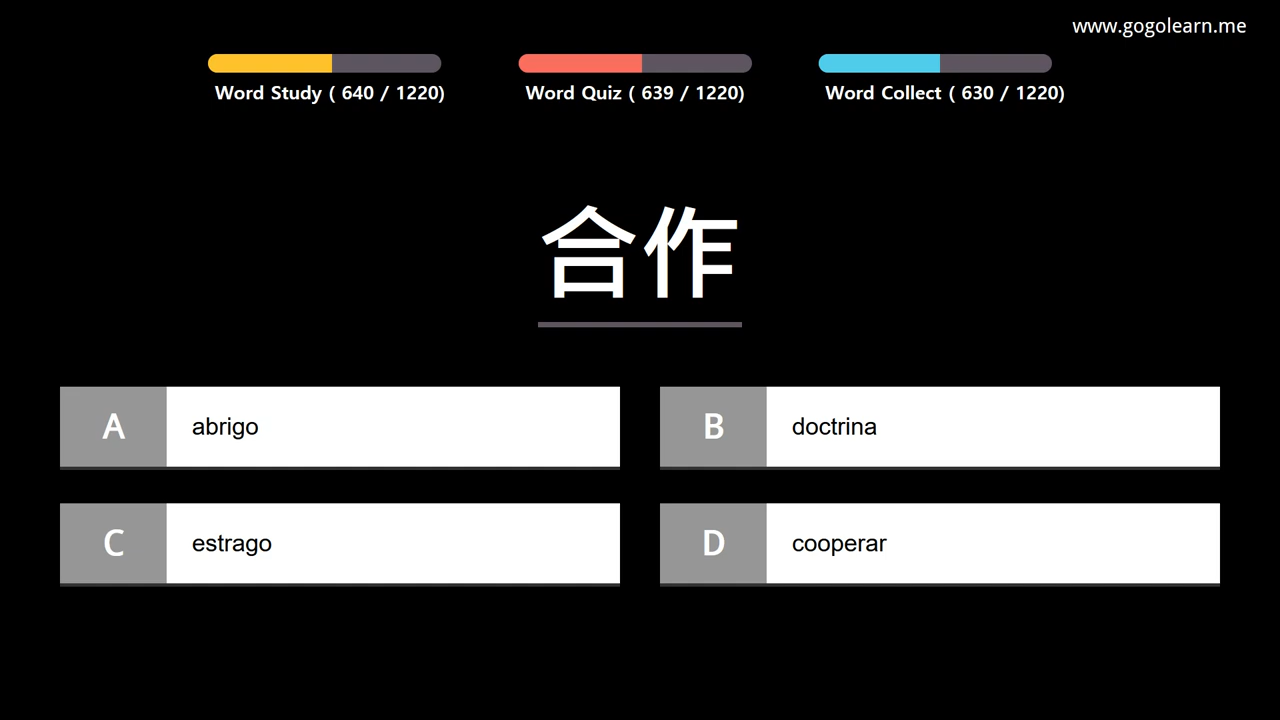 www.gogolearn.me
Word Study ( 640 / 1220)
Word Quiz ( 639 / 1220)
Word Collect ( 630 / 1220)
合作
A abrigo
B doctrina
C estrago
D cooperar